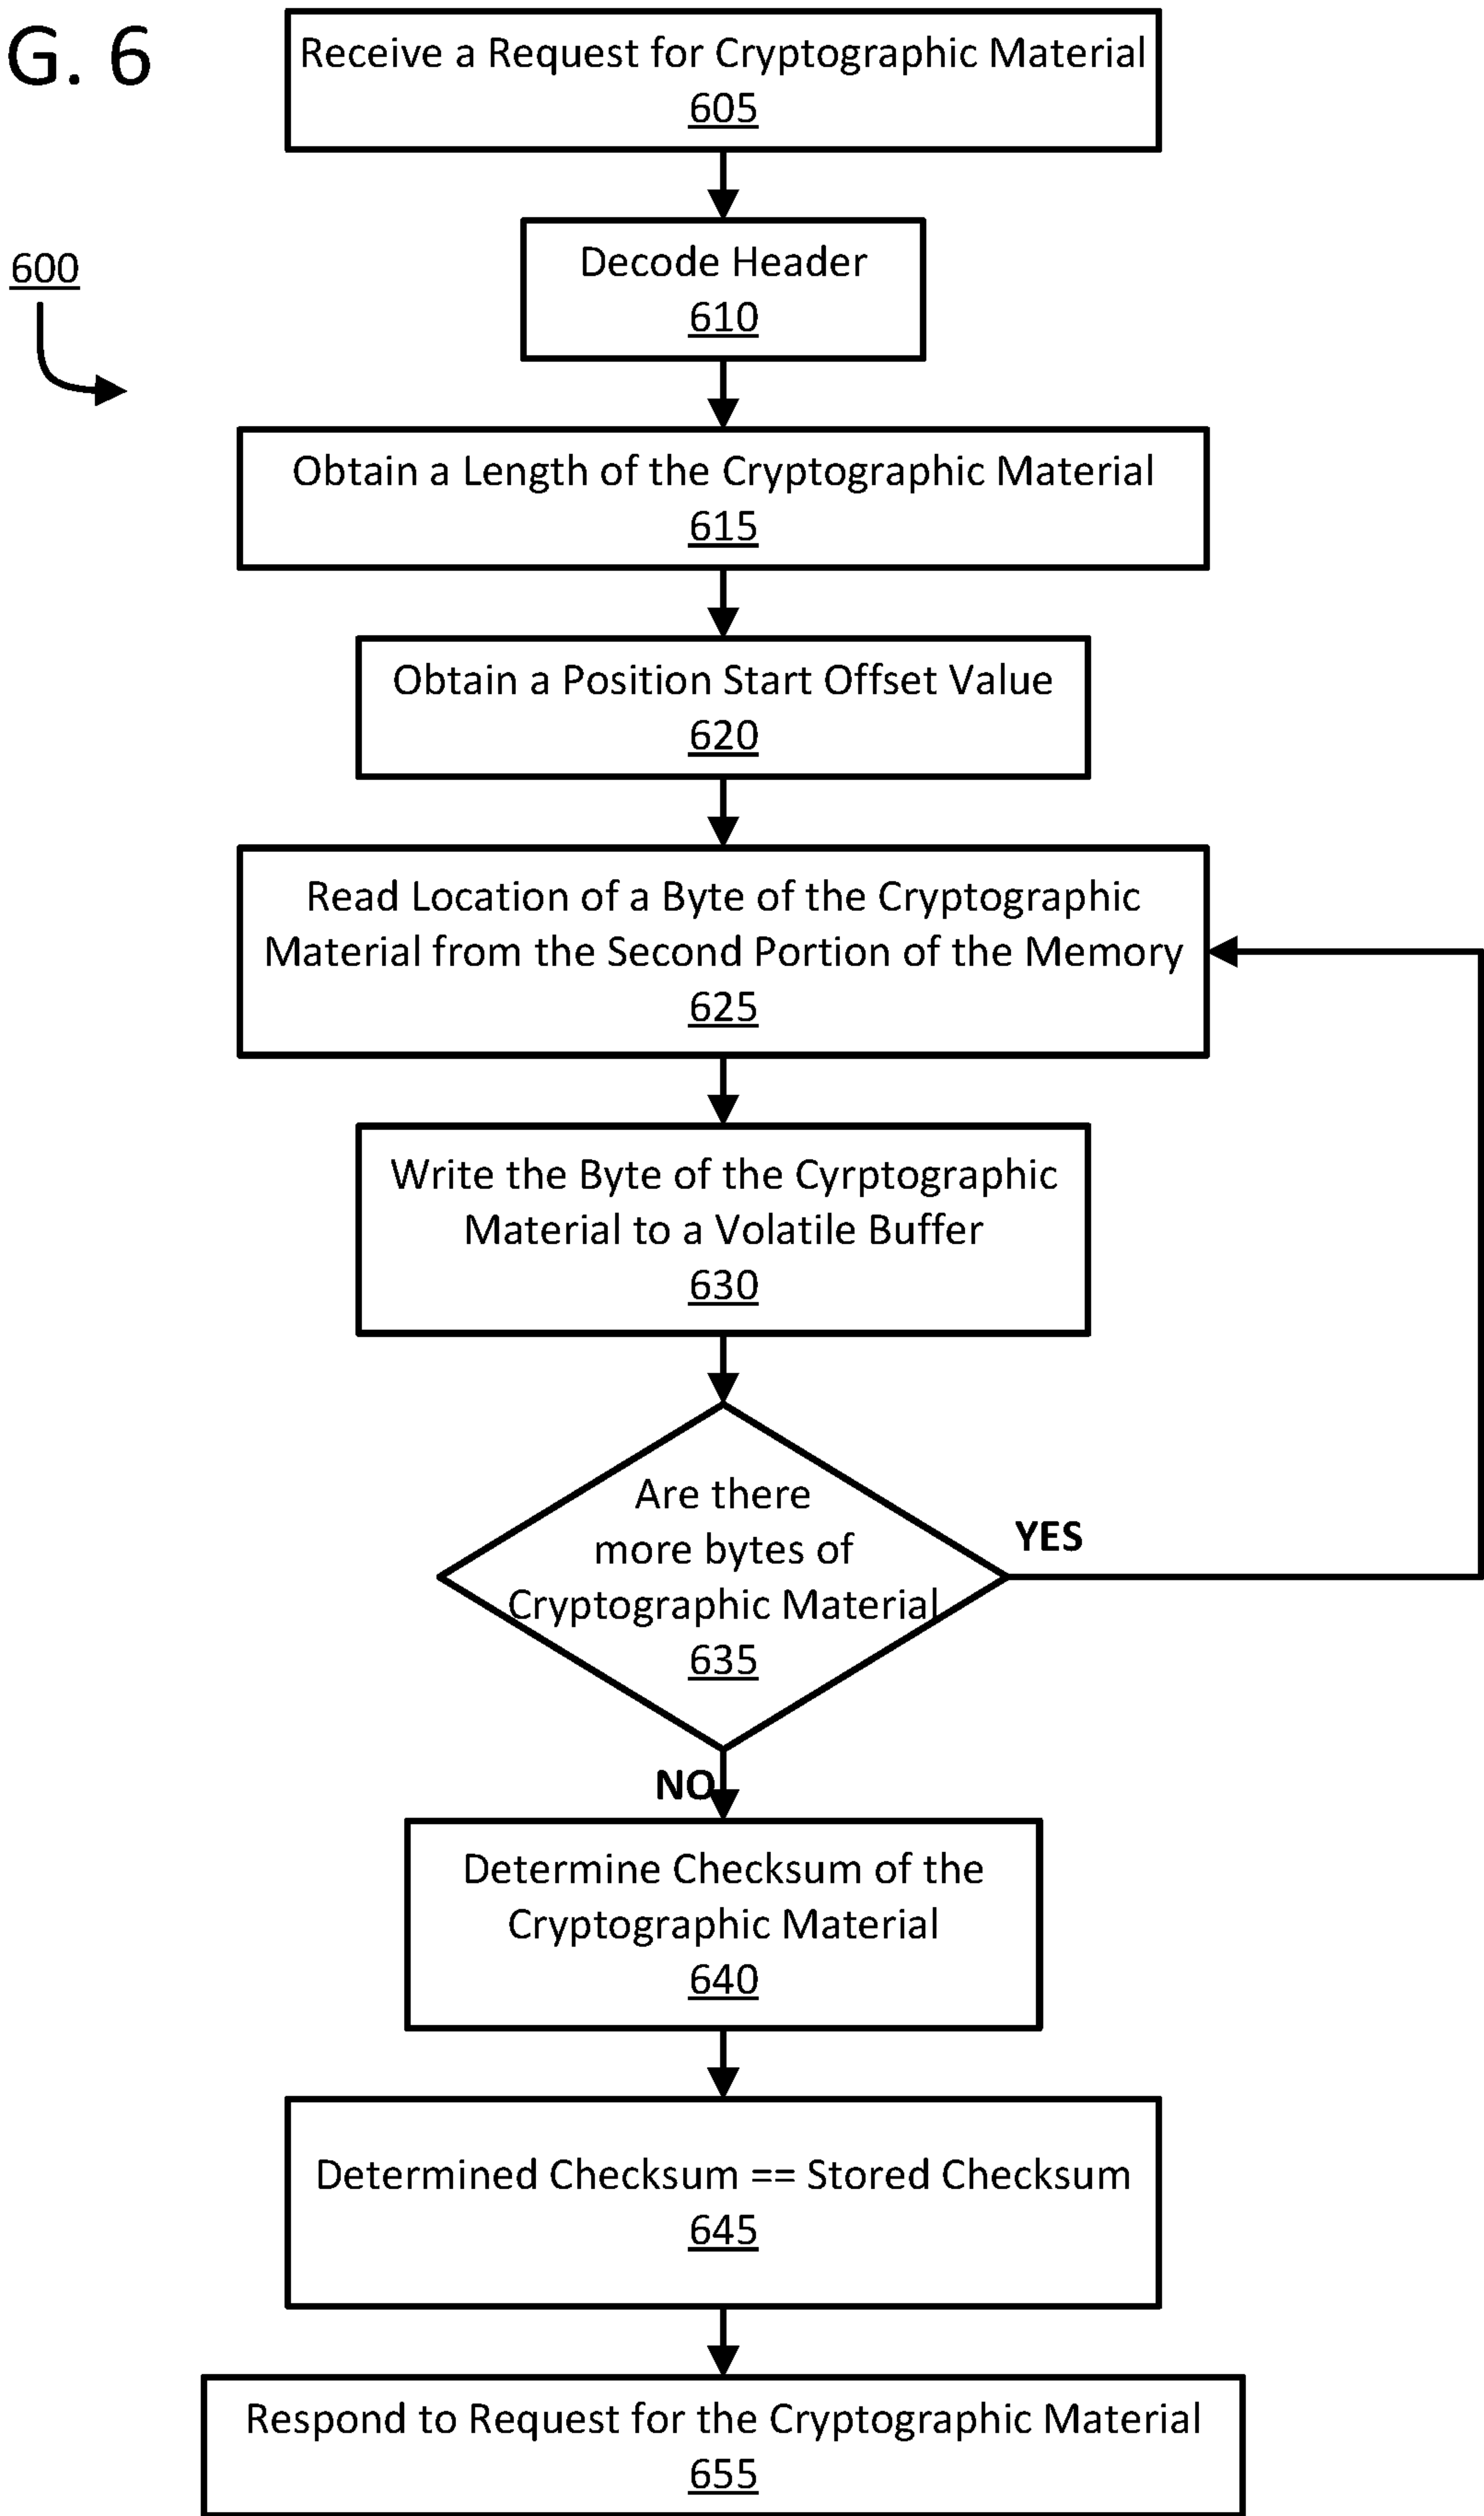 G. 6
Receive a Request for Cryptographic Material
605
600
Decode Header
610
Obtain a Length of the Cryptographic Material
615
Obtain a Position Start Offset Value
620
Read Location of a Byte of the Cryptographic
Material from the Second Portion of the Memory
625
Write the Byte of the Cyrptographic
Material to a Volatile Buffer
630
Are there
more bytes of
Cryptographic Material
635
YES
NO
Determine Checksum of the
Cryptographic Material
640
Determined Checksum == Stored Checksum
645
Respond to Request for the Cryptographic Material
655